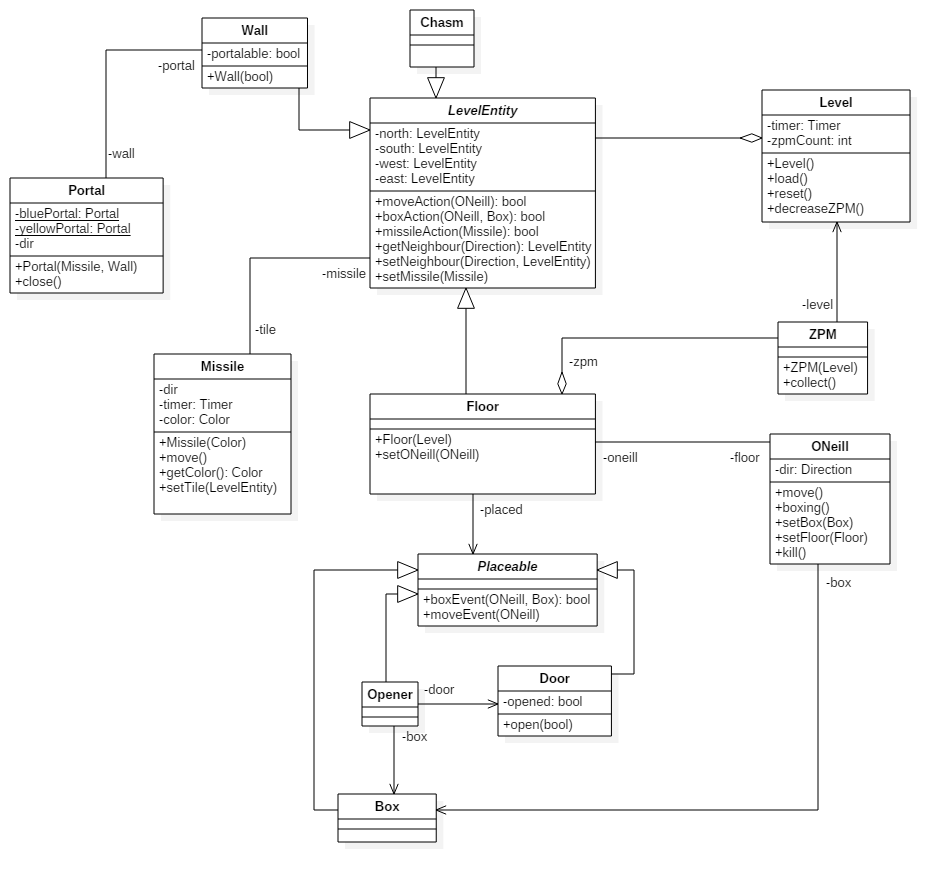 Chasm
Wall
-portalable: bool
+Wall(bool)
-portal
-wall
LevelEntity
-north: LevelEntity
-south: LevelEntity
-west: LevelEntity
-east: LevelEntity
+moveAction(ONeill): bool
+boxAction(ONeill, Box): bool
+missileAction(Missile): bool
+getNeighbour(Direction): LevelEntity
+setNeighbour(Direction, LevelEntity)
+setMissile(Missile)
Level
-timer: Timer
-zpmCount: int
+Level()
+load()
+reset()
+decreaseZPM()
Portal
-bluePortal: Portal
-yellowPortal: Portal
-dir
+Portal(Missile, Wall)
+close()
-missile
-tile
-level
ZPM
+ZPM(Level)
+collect()
-zpm
Missile
-dir
-timer: Timer
-color: Color
+Missile(Color)
+move()
+getColor(): Color
+setTile(LevelEntity)
Floor
+Floor(Level)
+setONeill(ONeill)
-oneill
-floor
ONeill
-dir: Direction
+move()
+boxing()
+setBox(Box)
+setFloor(Floor)
+kill()
-placed
-box
Placeable
+boxEvent(ONeill, Box): bool
+moveEvent(ONeill)
Opener
-door
Door
-opened: bool
+open(bool)
-box
Box